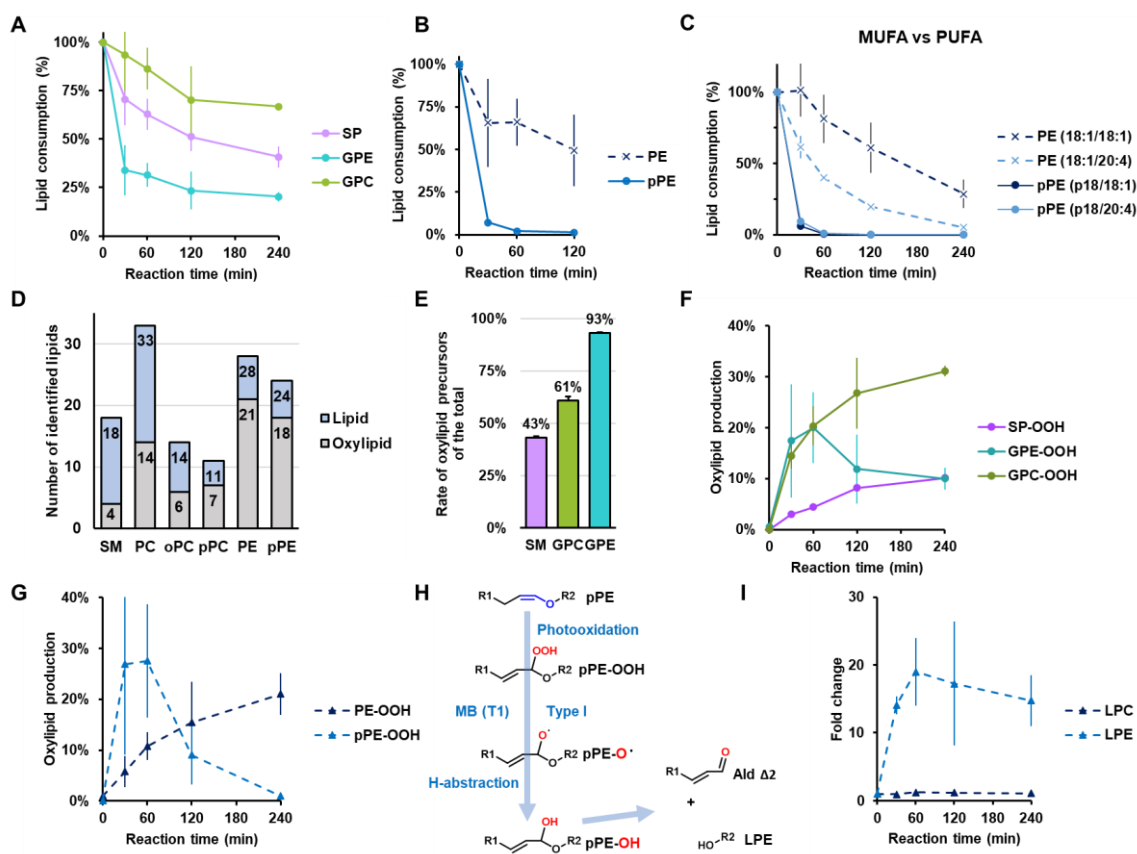 A
100%
75%
50%
25%
0%
Lipid consumption (%)
0 60 120 180 240
Reaction time (min)
SP
GPE
GPC
B
100%
75%
50%
25%
0%
Lipid consumption (%)
0 60 120
Reaction time (min)
PE
pPE
C
MUFA vs PUFA
100%
50%
0%
Lipid consumption (%)
0 60 120 180 240
Reaction time (min)
PE (18:1/18:1)
PE (18:1/20:4)
pPE (p18/18:1)
pPE (p18/20:4)
D
Number of identified lipids
30
20
10
0
18 33 14 11 28 24
4 14 6 7 21 18
SM PC oPC pPC PE pPE
Lipid
Oxylipid
E
Rate of oxylipid precursors
of the total
100%
75%
50%
25%
0%
43% 61% 93%
SM GPC GPE
F
Oxylipid production
40%
30%
20%
10%
0%
0 60 120 180 240
Reaction time (min)
SP-OOH
GPE-OOH
GPC-OOH
G
Oxylipid production
40%
30%
20%
10%
0%
0 60 120 180 240
Reaction time (min)
PE-OOH
pPE-OOH
H
R1 O R2 pPE
Photooxidation
OOH
R1 O R2 pPE-OOH
MB (T1) Type I
O·
R1 O R2 pPE-O·
H-abstraction
OH
R1 O R2 pPE-OH
O
R1 Ald Δ2
+
HO R2 LPE
I
Fold change
30
20
10
0
0 60 120 180 240
Reaction time (min)
LPC
LPE